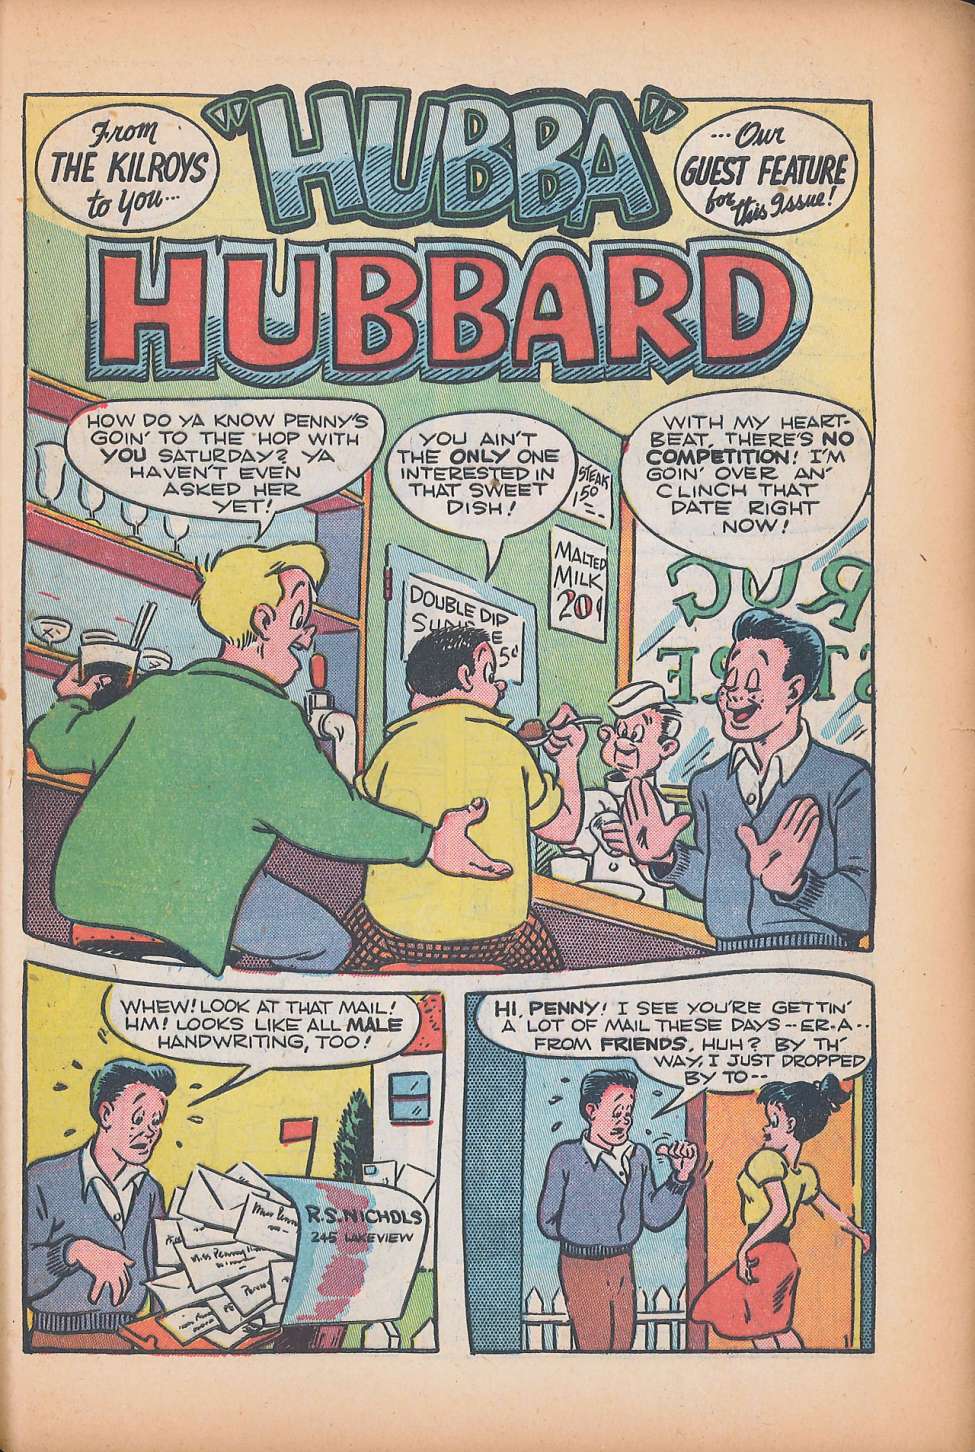 From
THE KILROYS
to you...
"HUBBA"
...Our
GUEST FEATURE
for this Issue!
HUBBARD
HOW DO YA KNOW PENNY'S
GOIN' TO THE 'HOP WITH
YOU SATURDAY? YA
HAVEN'T EVEN
ASKED HER
YET!
YOU AIN'T
THE ONLY ONE
INTERESTED IN
THAT SWEET
DISH!
WITH MY HEART-
BEAT, THERE'S NO
COMPETITION! I'M
GOIN' OVER AN'
CLINCH THAT
DATE RIGHT
NOW!
STEAK
1.50
MALTED
MILK
20¢
DOUBLE DIP
5¢
WHEW! LOOK AT THAT MAIL!
HM! LOOKS LIKE ALL MALE
HANDWRITING, TOO!
R.S. NICHOLS
245 LAKEVIEW
HI, PENNY! I SEE YOU'RE GETTIN'
A LOT OF MAIL THESE DAYS -- ER-A--
FROM FRIENDS, HUH? BY TH'
WAY, I JUST DROPPED
BY TO--